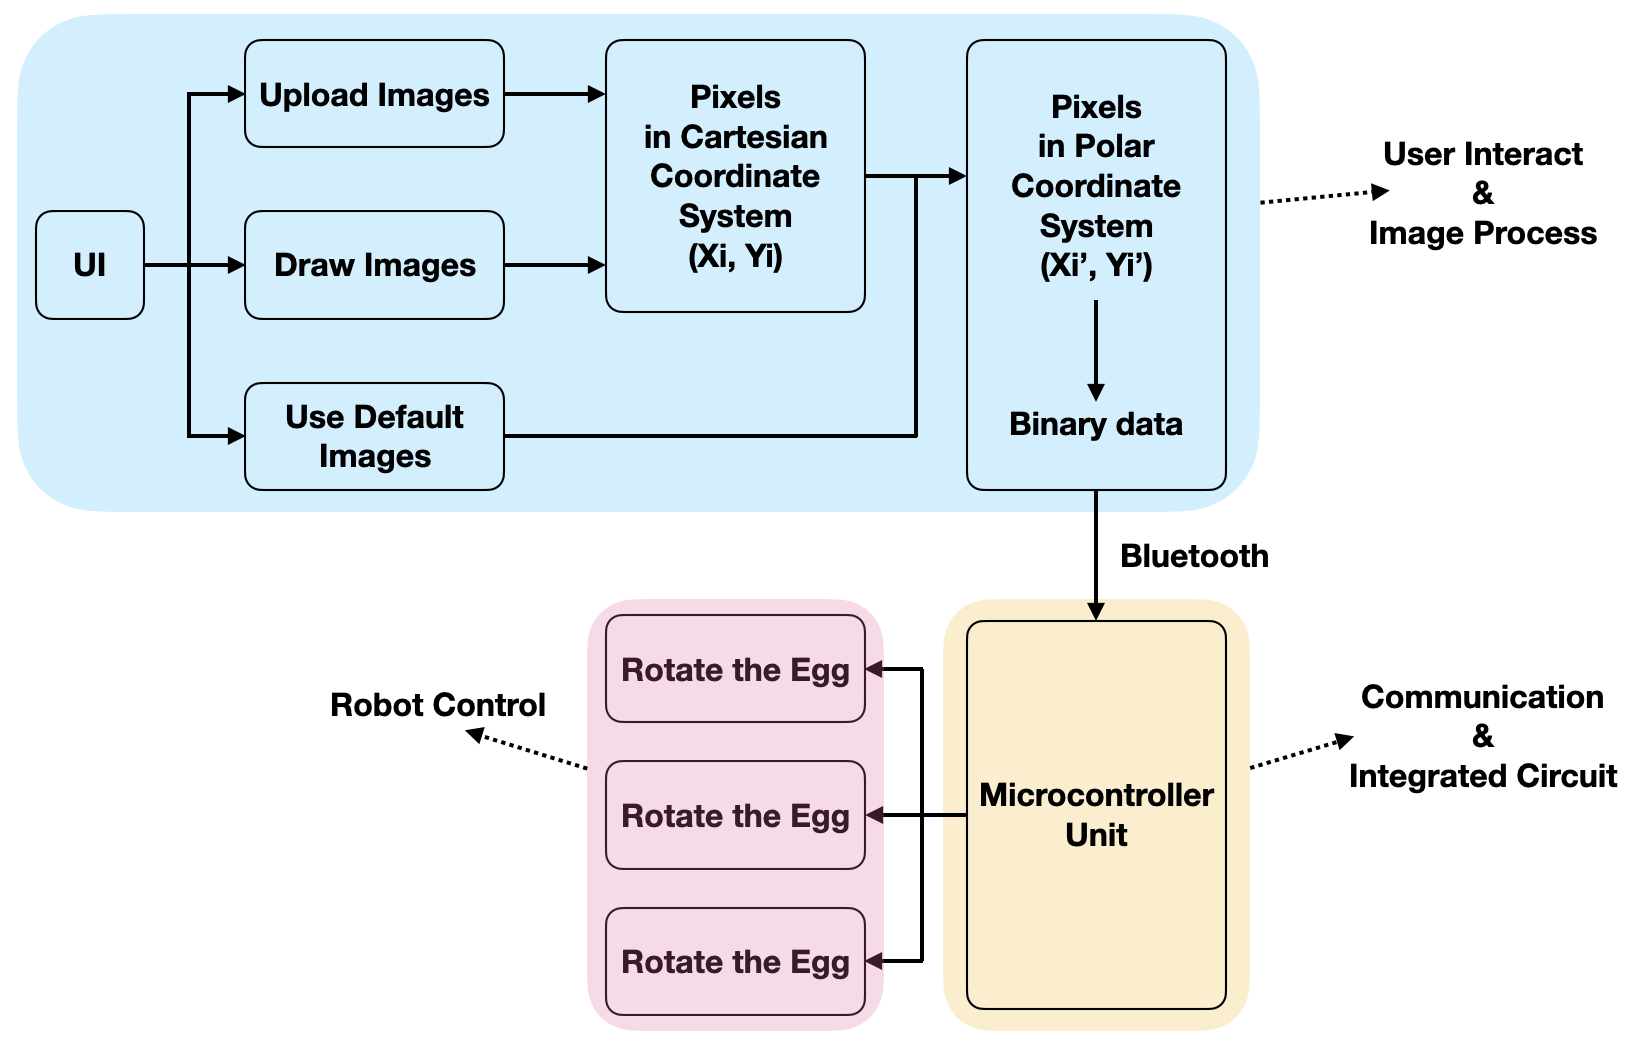 Upload Images
Pixels
in Cartesian
Coordinate
System
(Xi, Yi)
Pixels
in Polar
Coordinate
System
(Xi’, Yi’)
Binary data
User Interact
&
Image Process
UI
Draw Images
Use Default
Images
Bluetooth
Rotate the Egg
Rotate the Egg
Rotate the Egg
Robot Control
Microcontroller
Unit
Communication
&
Integrated Circuit